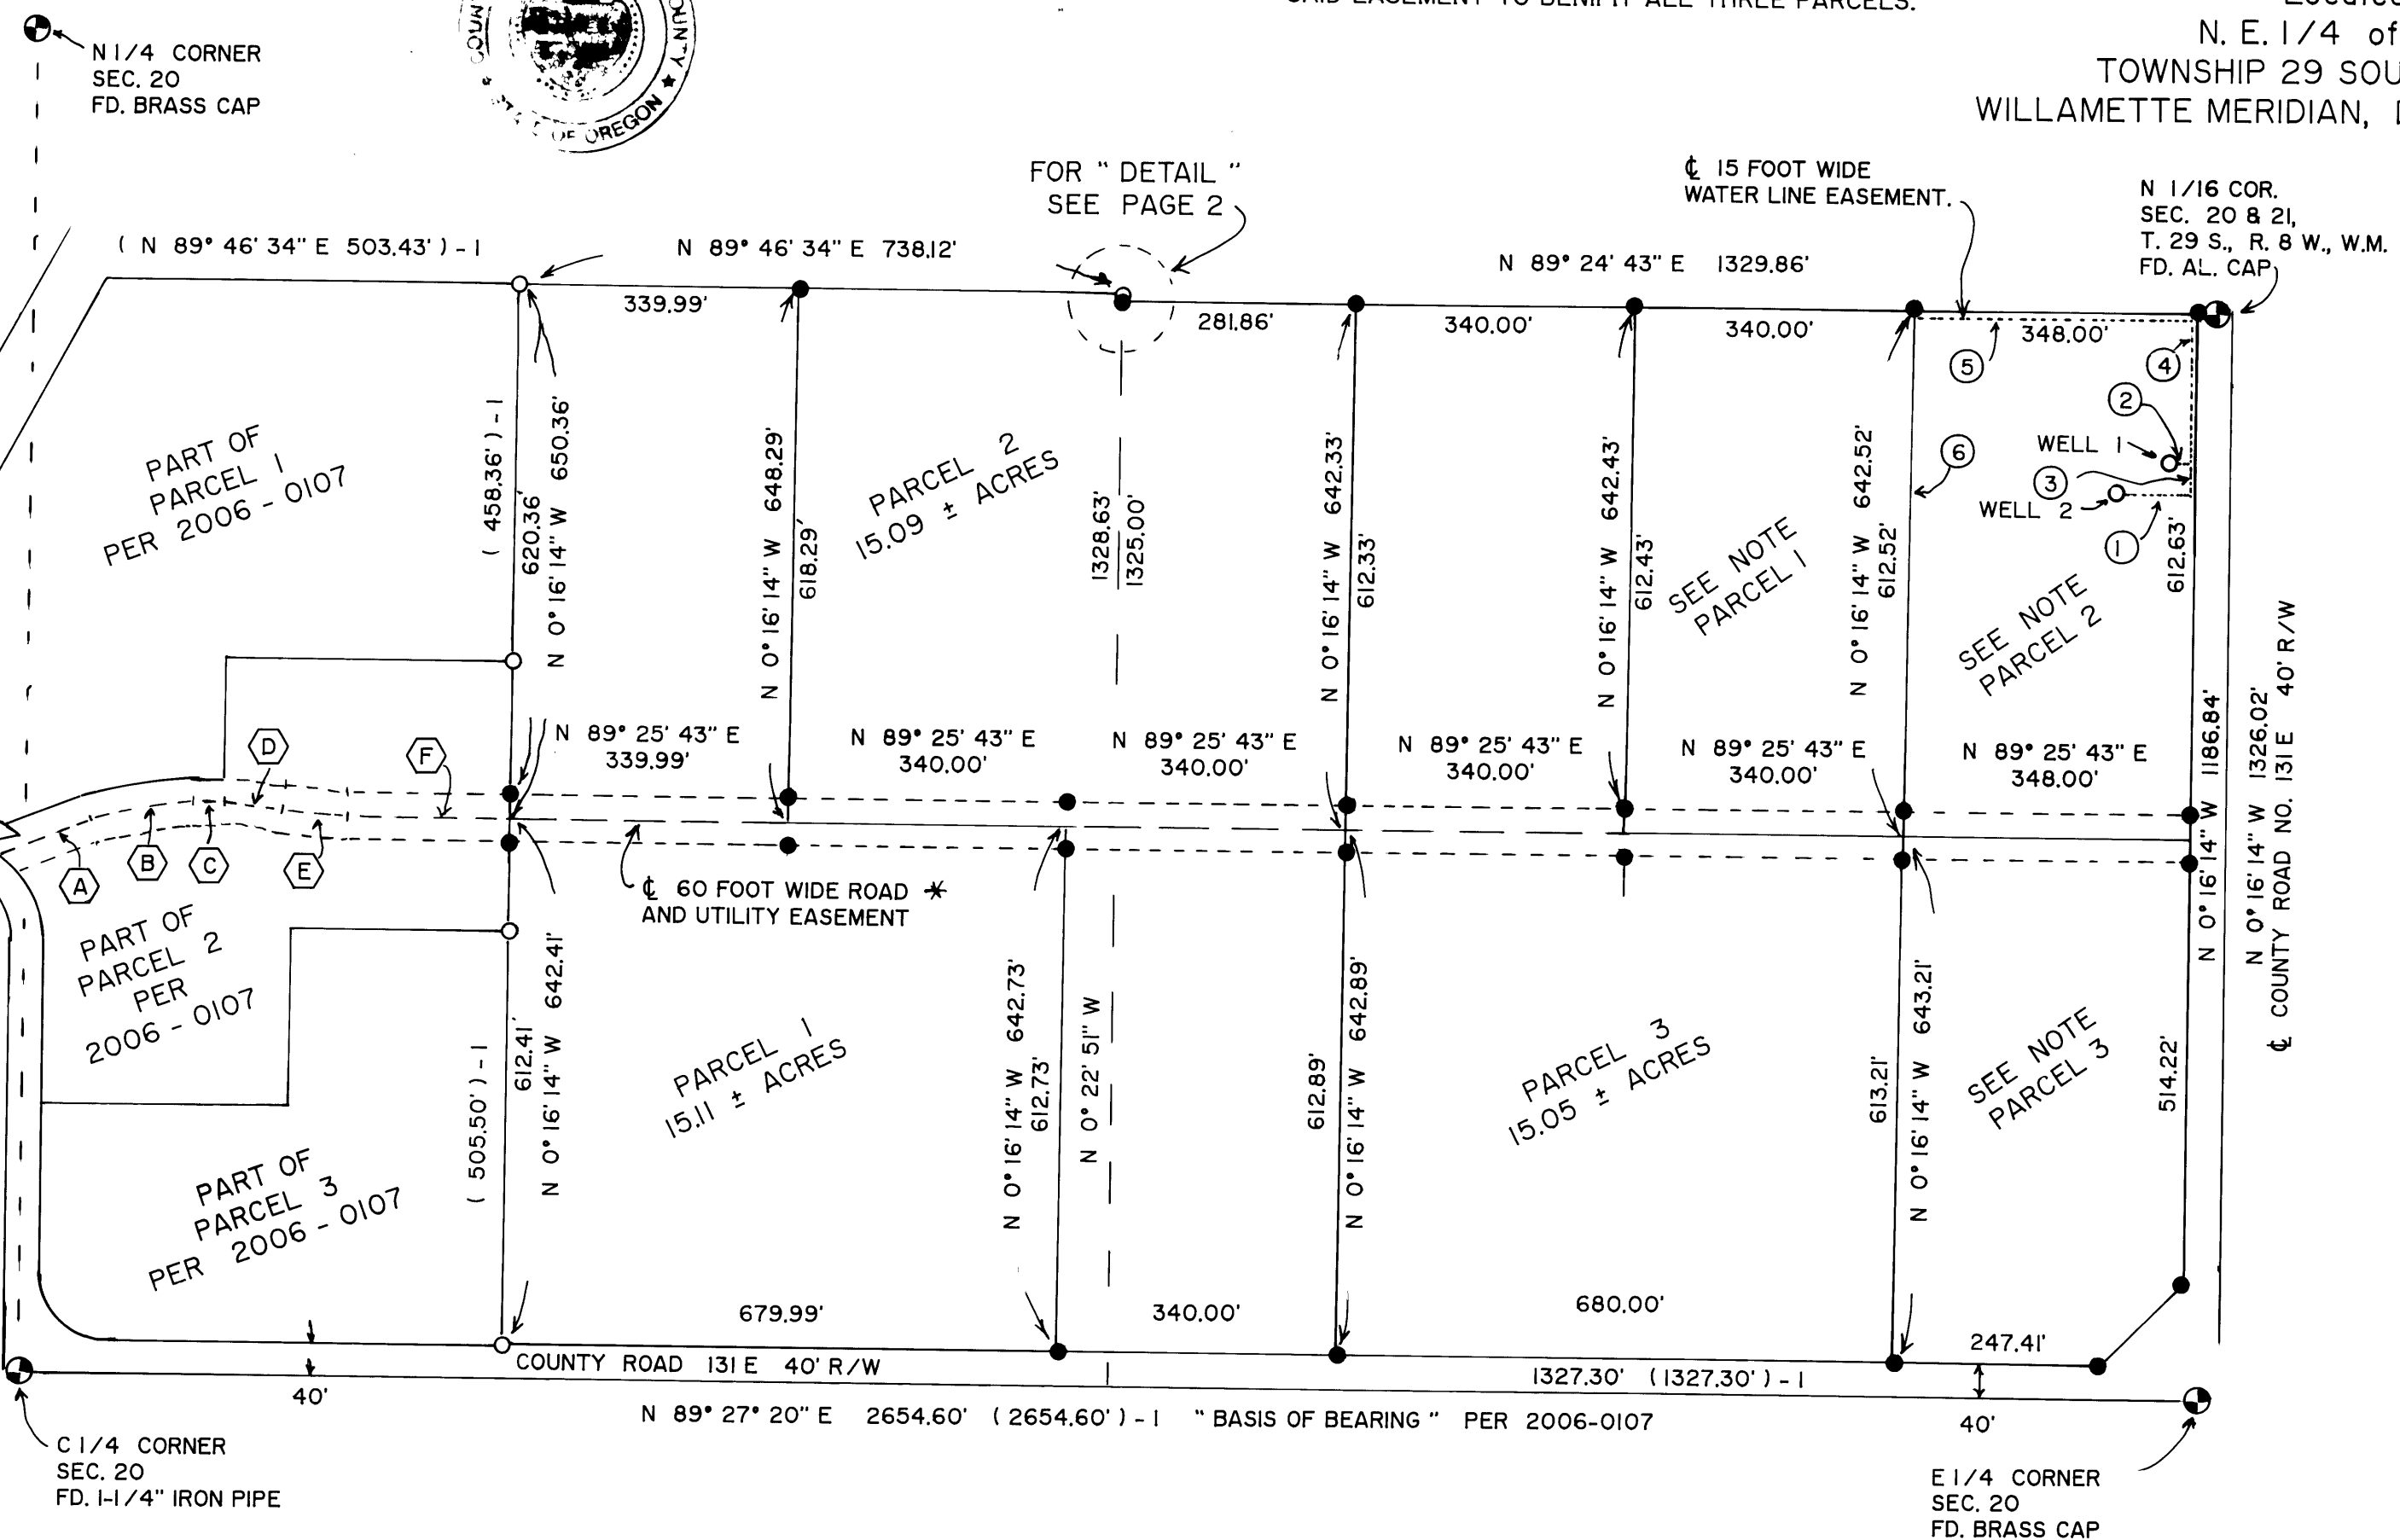 SAID EASEMENT TO BENIFIT ALL THREE PARCELS.
N. E. 1/4 of
TOWNSHIP 29 SOU
WILLAMETTE MERIDIAN,
OUNTY ★
OF OREGON
N 1/4 CORNER
SEC. 20
FD. BRASS CAP
FOR " DETAIL "
SEE PAGE 2
℄ 15 FOOT WIDE
WATER LINE EASEMENT.
N 1/16 COR.
SEC. 20 & 21,
T. 29 S., R. 8 W., W.M.
FD. AL. CAP
( N 89° 46' 34" E 503.43' ) - 1
N 89° 46' 34" E 738.12'
N 89° 24' 43" E 1329.86'
339.99'
281.86'
340.00'
340.00'
348.00'
5
4
2
WELL 1
3
WELL 2
1
6
612.63'
PART OF
PARCEL 1
PER 2006 - 0107
( 458.36' ) - 1
620.36'
N 0° 16' 14" W 650.36'
N 0° 16' 14" W 648.29'
618.29'
PARCEL 2
15.09 ± ACRES
1328.63'
1325.00'
N 0° 16' 14" W 642.33'
612.33'
N 0° 16' 14" W 642.43'
612.43'
SEE NOTE
PARCEL 1
N 0° 16' 14" W 642.52'
612.52'
SEE NOTE
PARCEL 2
N 0° 16' 14" W 1186.84'
N 0° 16' 14" W 1326.02'
℄ COUNTY ROAD NO. 131 E 40' R/W
N 89° 25' 43" E
339.99'
N 89° 25' 43" E
340.00'
N 89° 25' 43" E
340.00'
N 89° 25' 43" E
340.00'
N 89° 25' 43" E
340.00'
N 89° 25' 43" E
348.00'
D
F
A
B
C
E
℄ 60 FOOT WIDE ROAD *
AND UTILITY EASEMENT
PART OF
PARCEL 2
PER
2006 - 0107
( 505.50' ) - 1
612.41'
N 0° 16' 14" W 642.41'
PARCEL 1
15.11 ± ACRES
N 0° 16' 14" W 642.73'
612.73'
N 0° 22' 51" W
612.89'
N 0° 16' 14" W 642.89'
PARCEL 3
15.05 ± ACRES
613.21'
N 0° 16' 14" W 643.21'
SEE NOTE
PARCEL 3
514.22'
PART OF
PARCEL 3
PER 2006 - 0107
679.99'
340.00'
680.00'
247.41'
COUNTY ROAD 131 E 40' R/W
1327.30' ( 1327.30' ) - 1
40'
N 89° 27° 20" E 2654.60' ( 2654.60' ) - 1 " BASIS OF BEARING " PER 2006-0107
40'
C 1/4 CORNER
SEC. 20
FD. 1-1/4" IRON PIPE
E 1/4 CORNER
SEC. 20
FD. BRASS CAP